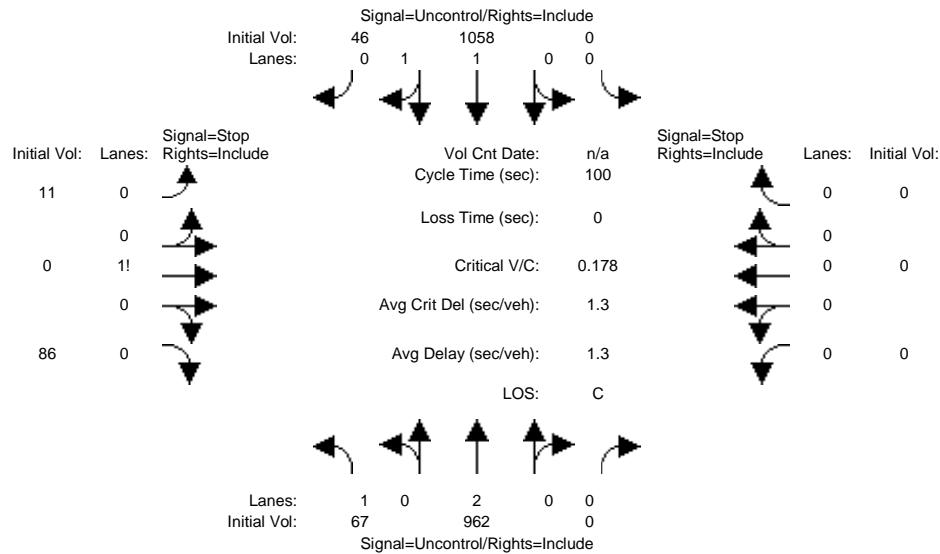 Signal=Uncontrol/Rights=Include
Initial Vol: 46 1058 0
Lanes: 0 1 1 0 0
Signal=Stop Signal=Stop
Initial Vol: Lanes: Rights=Include Vol Cnt Date: n/a Rights=Include Lanes: Initial Vol:
Cycle Time (sec): 100
11 0 0 0
Loss Time (sec): 0
0 0
0 1! Critical V/C: 0.178 0 0
0 Avg Crit Del (sec/veh): 1.3 0
86 0 Avg Delay (sec/veh): 1.3 0 0
LOS: C
Lanes: 1 0 2 0 0
Initial Vol: 67 962 0
Signal=Uncontrol/Rights=Include